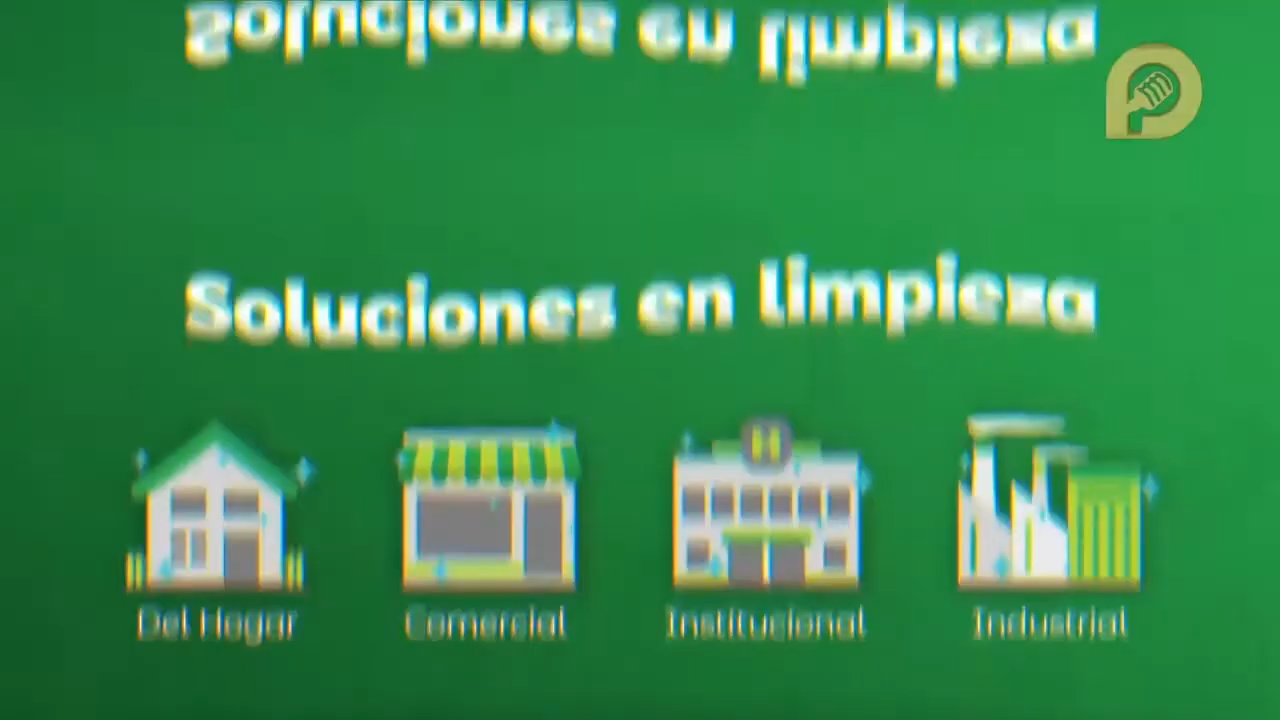 Soluciones en limpieza
Soluciones en limpieza
Del Hogar
Comercial
Institucional
Industrial